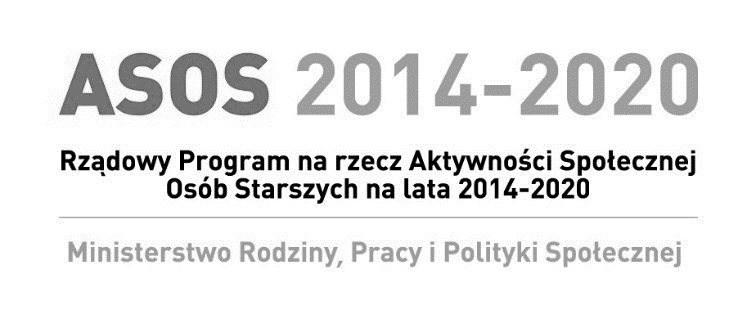 ASOS 2014-2020
Rządowy Program na rzecz Aktywności Społecznej
Osób Starszych na lata 2014-2020
Ministerstwo Rodziny, Pracy i Polityki Społecznej